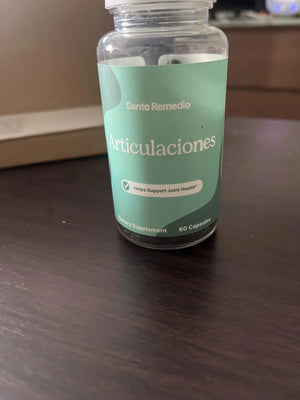 Santo Remedio
Articulaciones
Helps Support Joint Health*
Dietary Supplement 60 Capsules